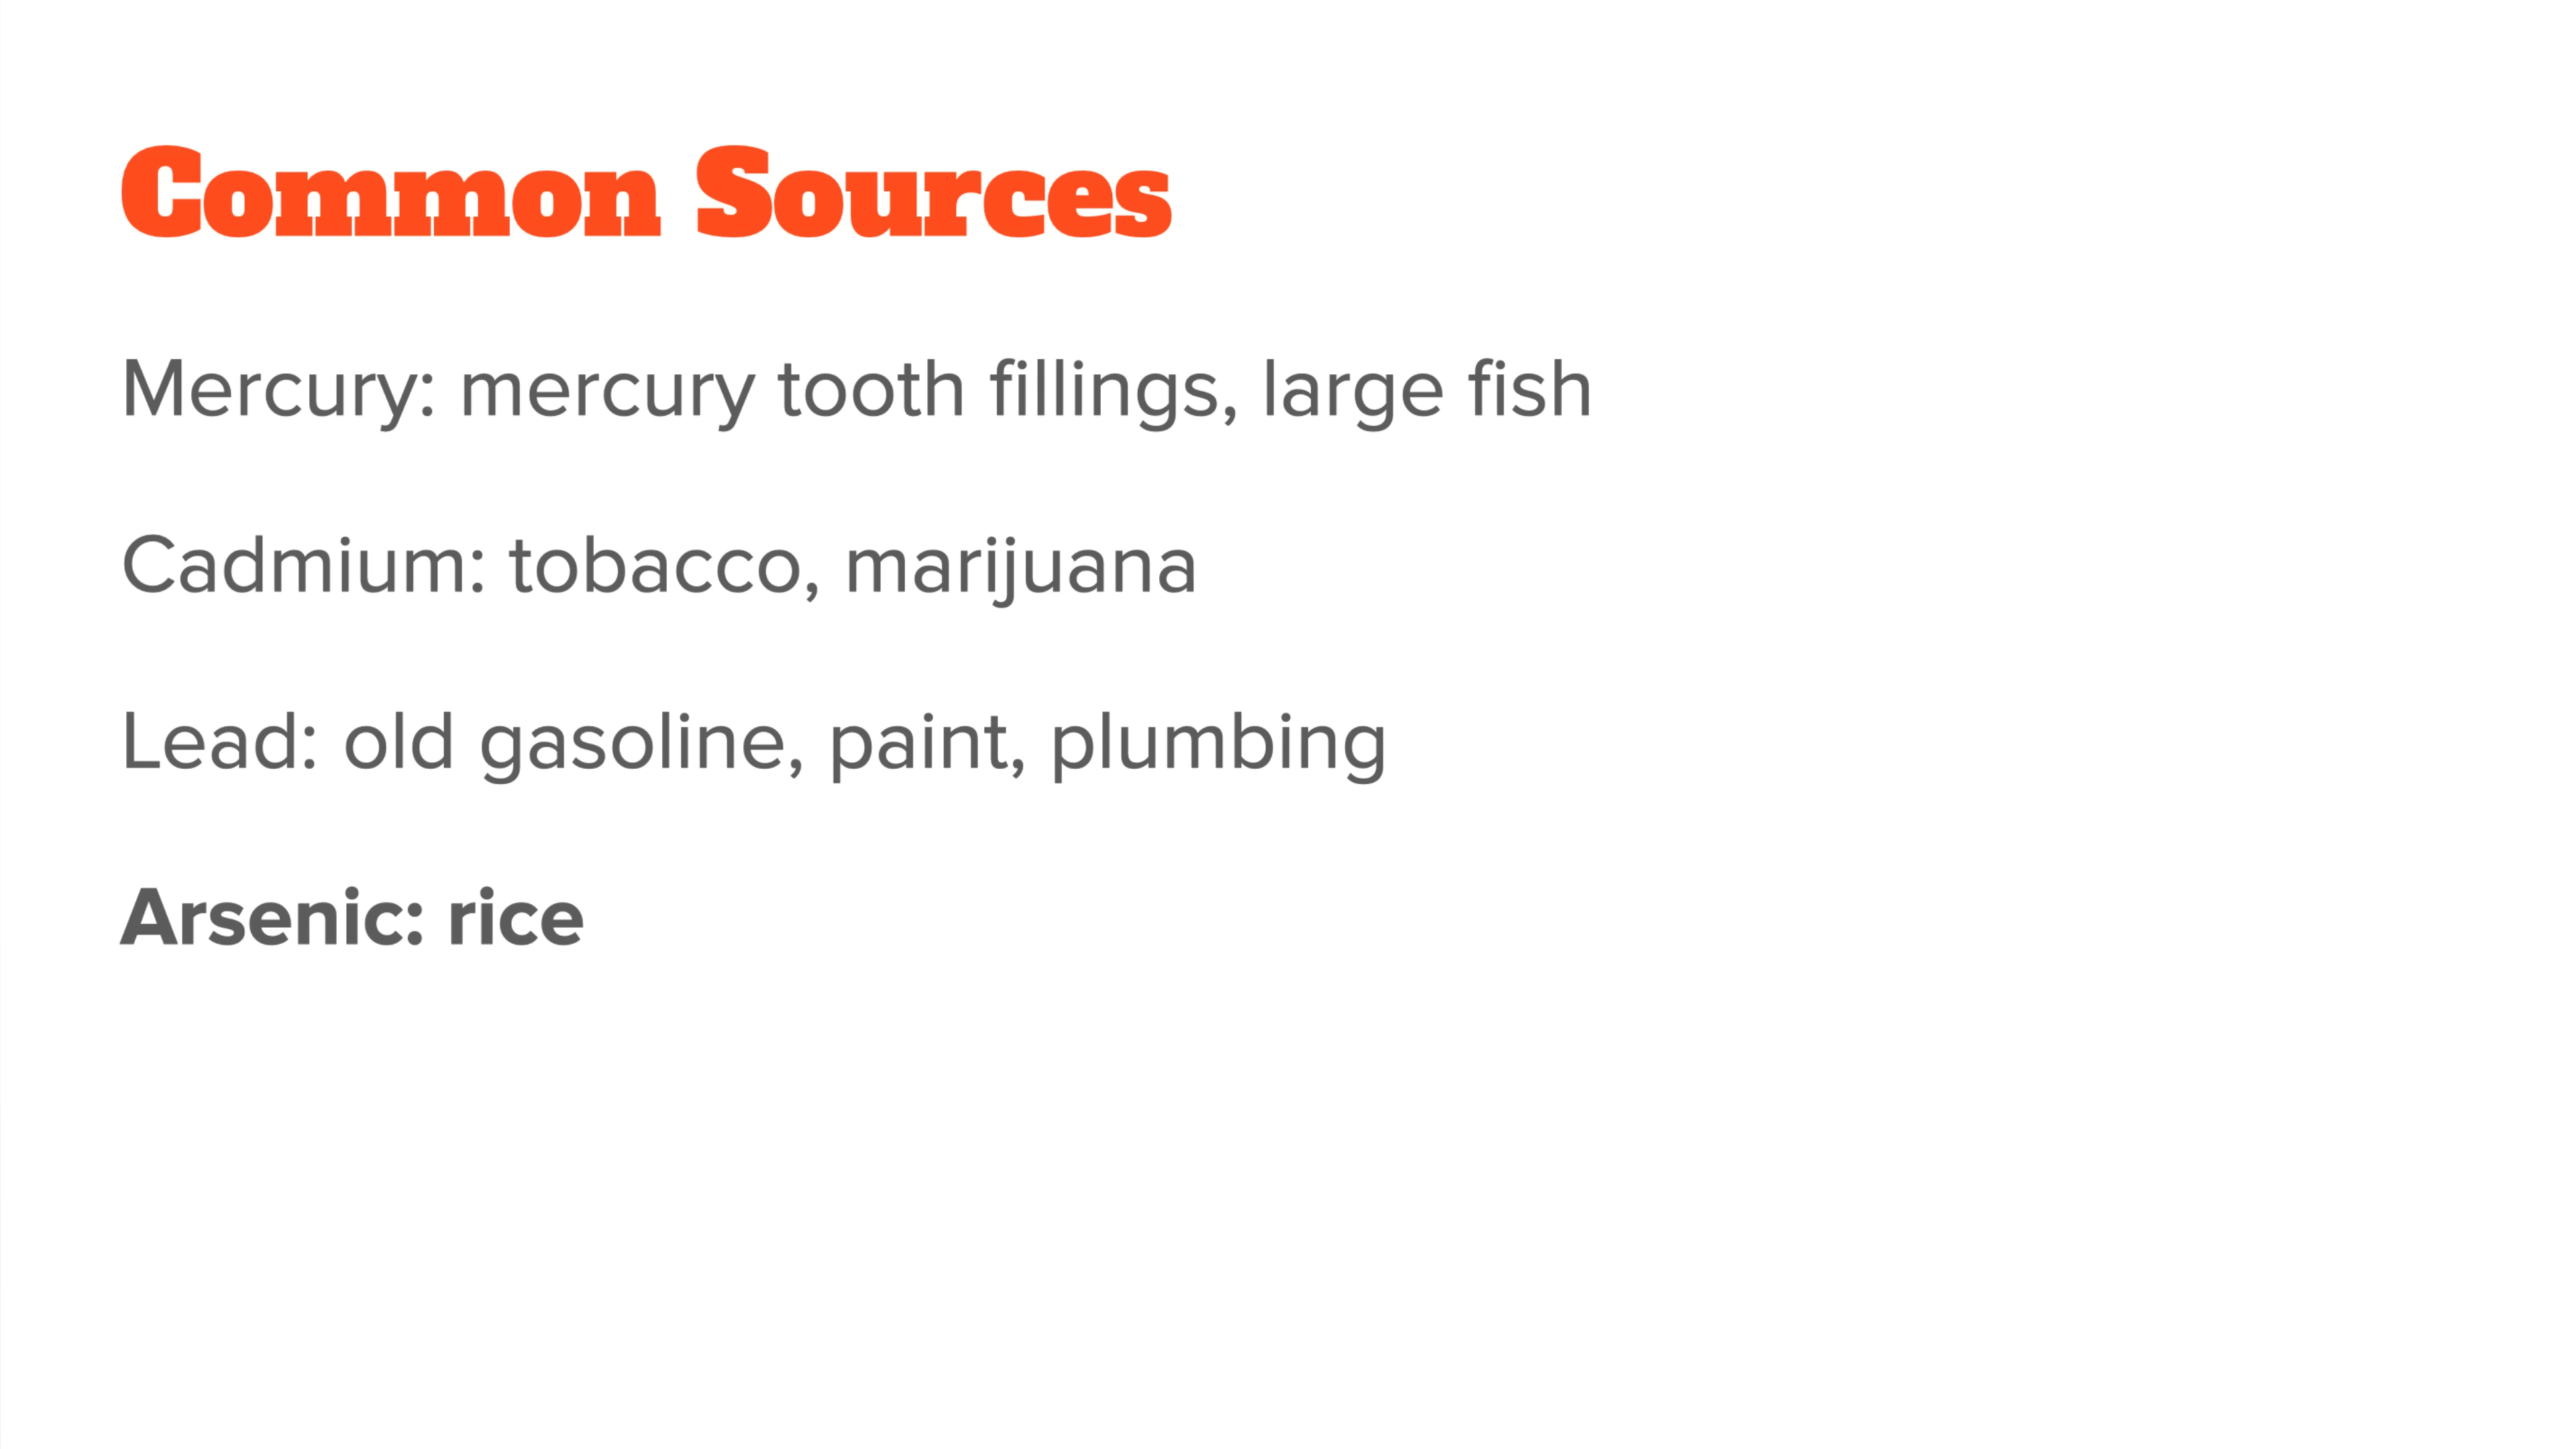 Common Sources
Mercury: mercury tooth fillings, large fish
Cadmium: tobacco, marijuana
Lead: old gasoline, paint, plumbing
Arsenic: rice